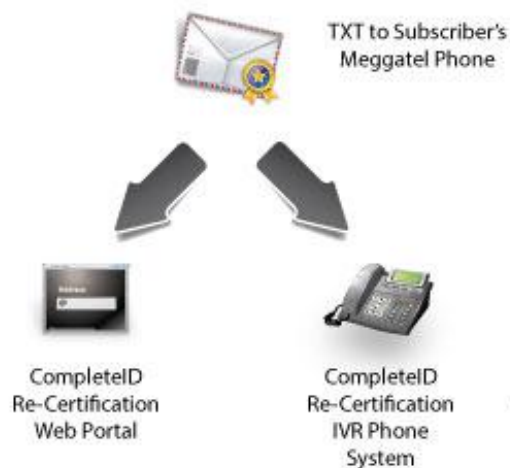 TXT to Subscriber's
Meggatel Phone
CompleteID
Re-Certification
Web Portal
CompleteID
Re-Certification
IVR Phone
System